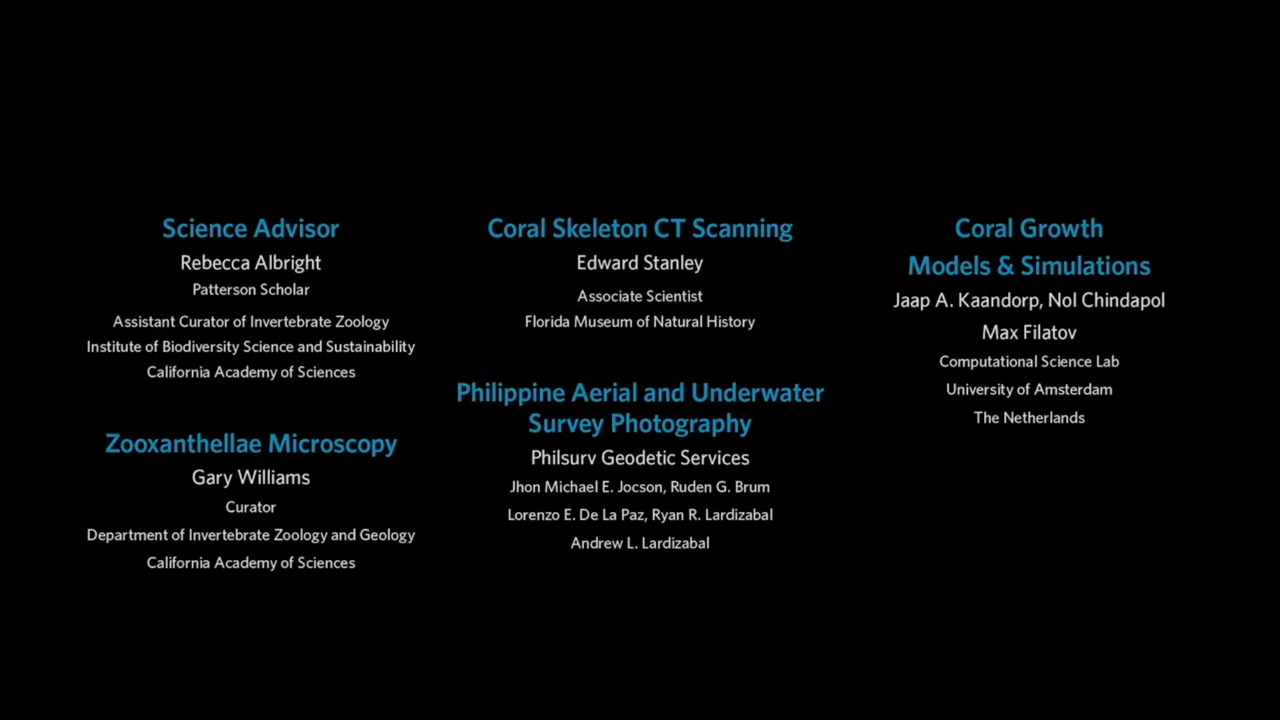 Science Advisor
Rebecca Albright
Patterson Scholar
Assistant Curator of Invertebrate Zoology
Institute of Biodiversity Science and Sustainability
California Academy of Sciences
Zooxanthellae Microscopy
Gary Williams
Curator
Department of Invertebrate Zoology and Geology
California Academy of Sciences
Coral Skeleton CT Scanning
Edward Stanley
Associate Scientist
Florida Museum of Natural History
Philippine Aerial and Underwater
Survey Photography
Philsurv Geodetic Services
Jhon Michael E. Jocson, Ruden G. Brum
Lorenzo E. De La Paz, Ryan R. Lardizabal
Andrew L. Lardizabal
Coral Growth
Models & Simulations
Jaap A. Kaandorp, Nol Chindapol
Max Filatov
Computational Science Lab
University of Amsterdam
The Netherlands